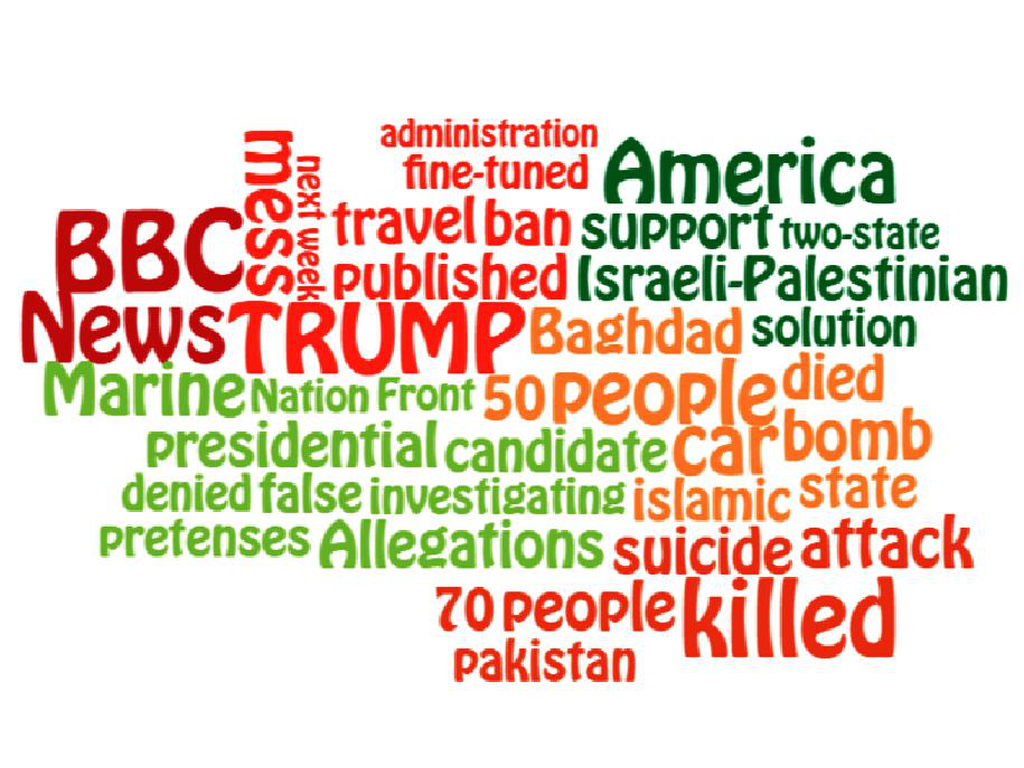 administration
fine-tuned
mess
next week
America
travel ban
support two-state
BBC
published
Israeli-Palestinian
News
TRUMP
Baghdad
solution
Marine Nation Front
50 people died
presidential candidate
car bomb
denied false investigating
islamic state
pretenses Allegations
suicide attack
70 people killed
pakistan